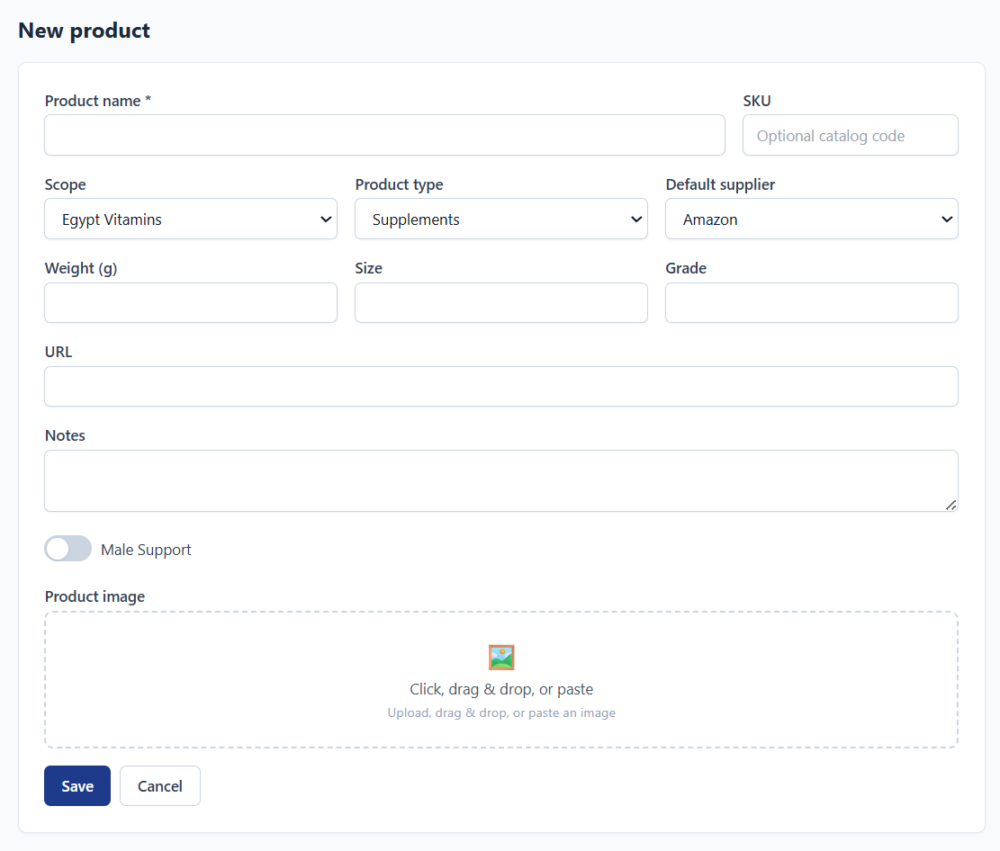 New product
Product name *
SKU
Optional catalog code
Scope
Product type
Default supplier
Egypt Vitamins
Supplements
Amazon
Weight (g)
Size
Grade
URL
Notes
Male Support
Product image
Click, drag & drop, or paste
Upload, drag & drop, or paste an image
Save
Cancel